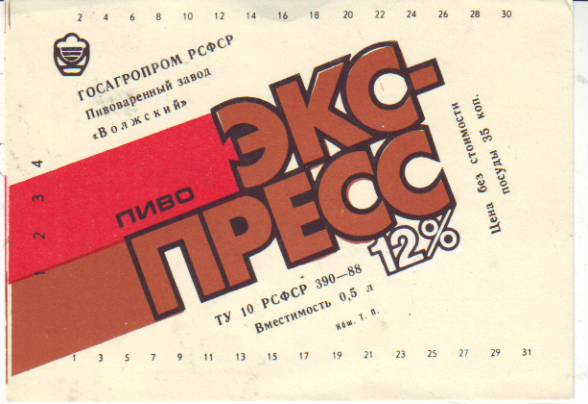 2 4 6 8 10 12 14 16 18 20 22 24 26 28 30
ГОСАГРОПРОМ РСФСР
Пивоваренный завод
«Волжский»
ПИВО
ЭКС-
ПРЕСС
12%
Цена без стоимости
посуды 35 коп.
ТУ 10 РСФСР 390—88
Вместимость 0,5 л
Йош. Т. П.
1 2 3 4
1 3 5 7 9 11 13 15 17 19 21 23 25 27 29 31